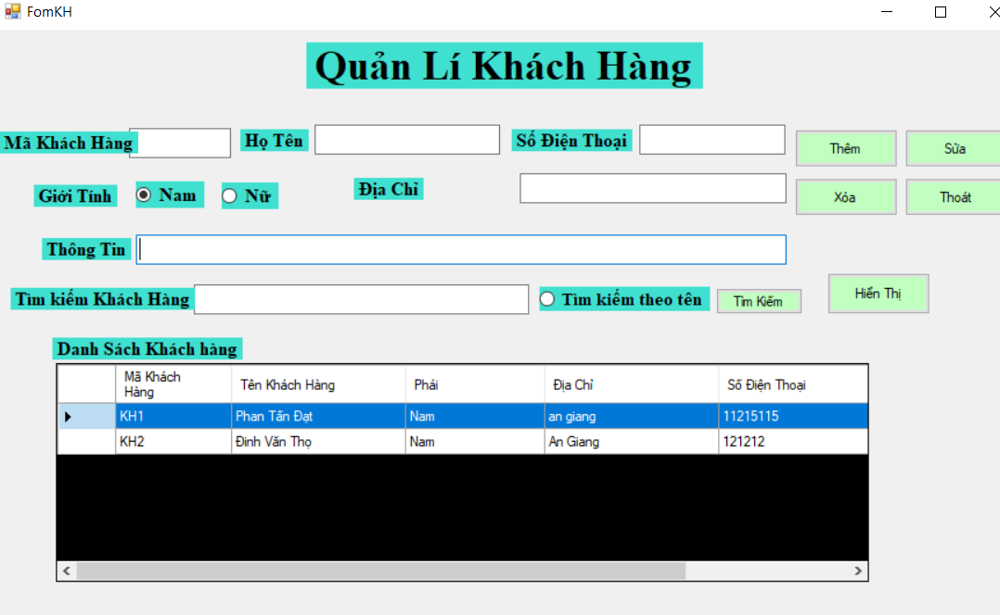 FomKH
Quản Lí Khách Hàng
Mã Khách Hàng
Họ Tên
Số Điện Thoại
Thêm
Sửa
Giới Tính
Nam
Nữ
Địa Chỉ
Xóa
Thoát
Thông Tin
Tìm kiếm Khách Hàng
Tìm kiếm theo tên
Tìm Kiếm
Hiển Thị
Danh Sách Khách hàng
Mã Khách
Hàng
Tên Khách Hàng
Phái
Địa Chỉ
Số Điện Thoại
KH1
Phan Tấn Đạt
Nam
an giang
11215115
KH2
Đinh Văn Thọ
Nam
An Giang
121212